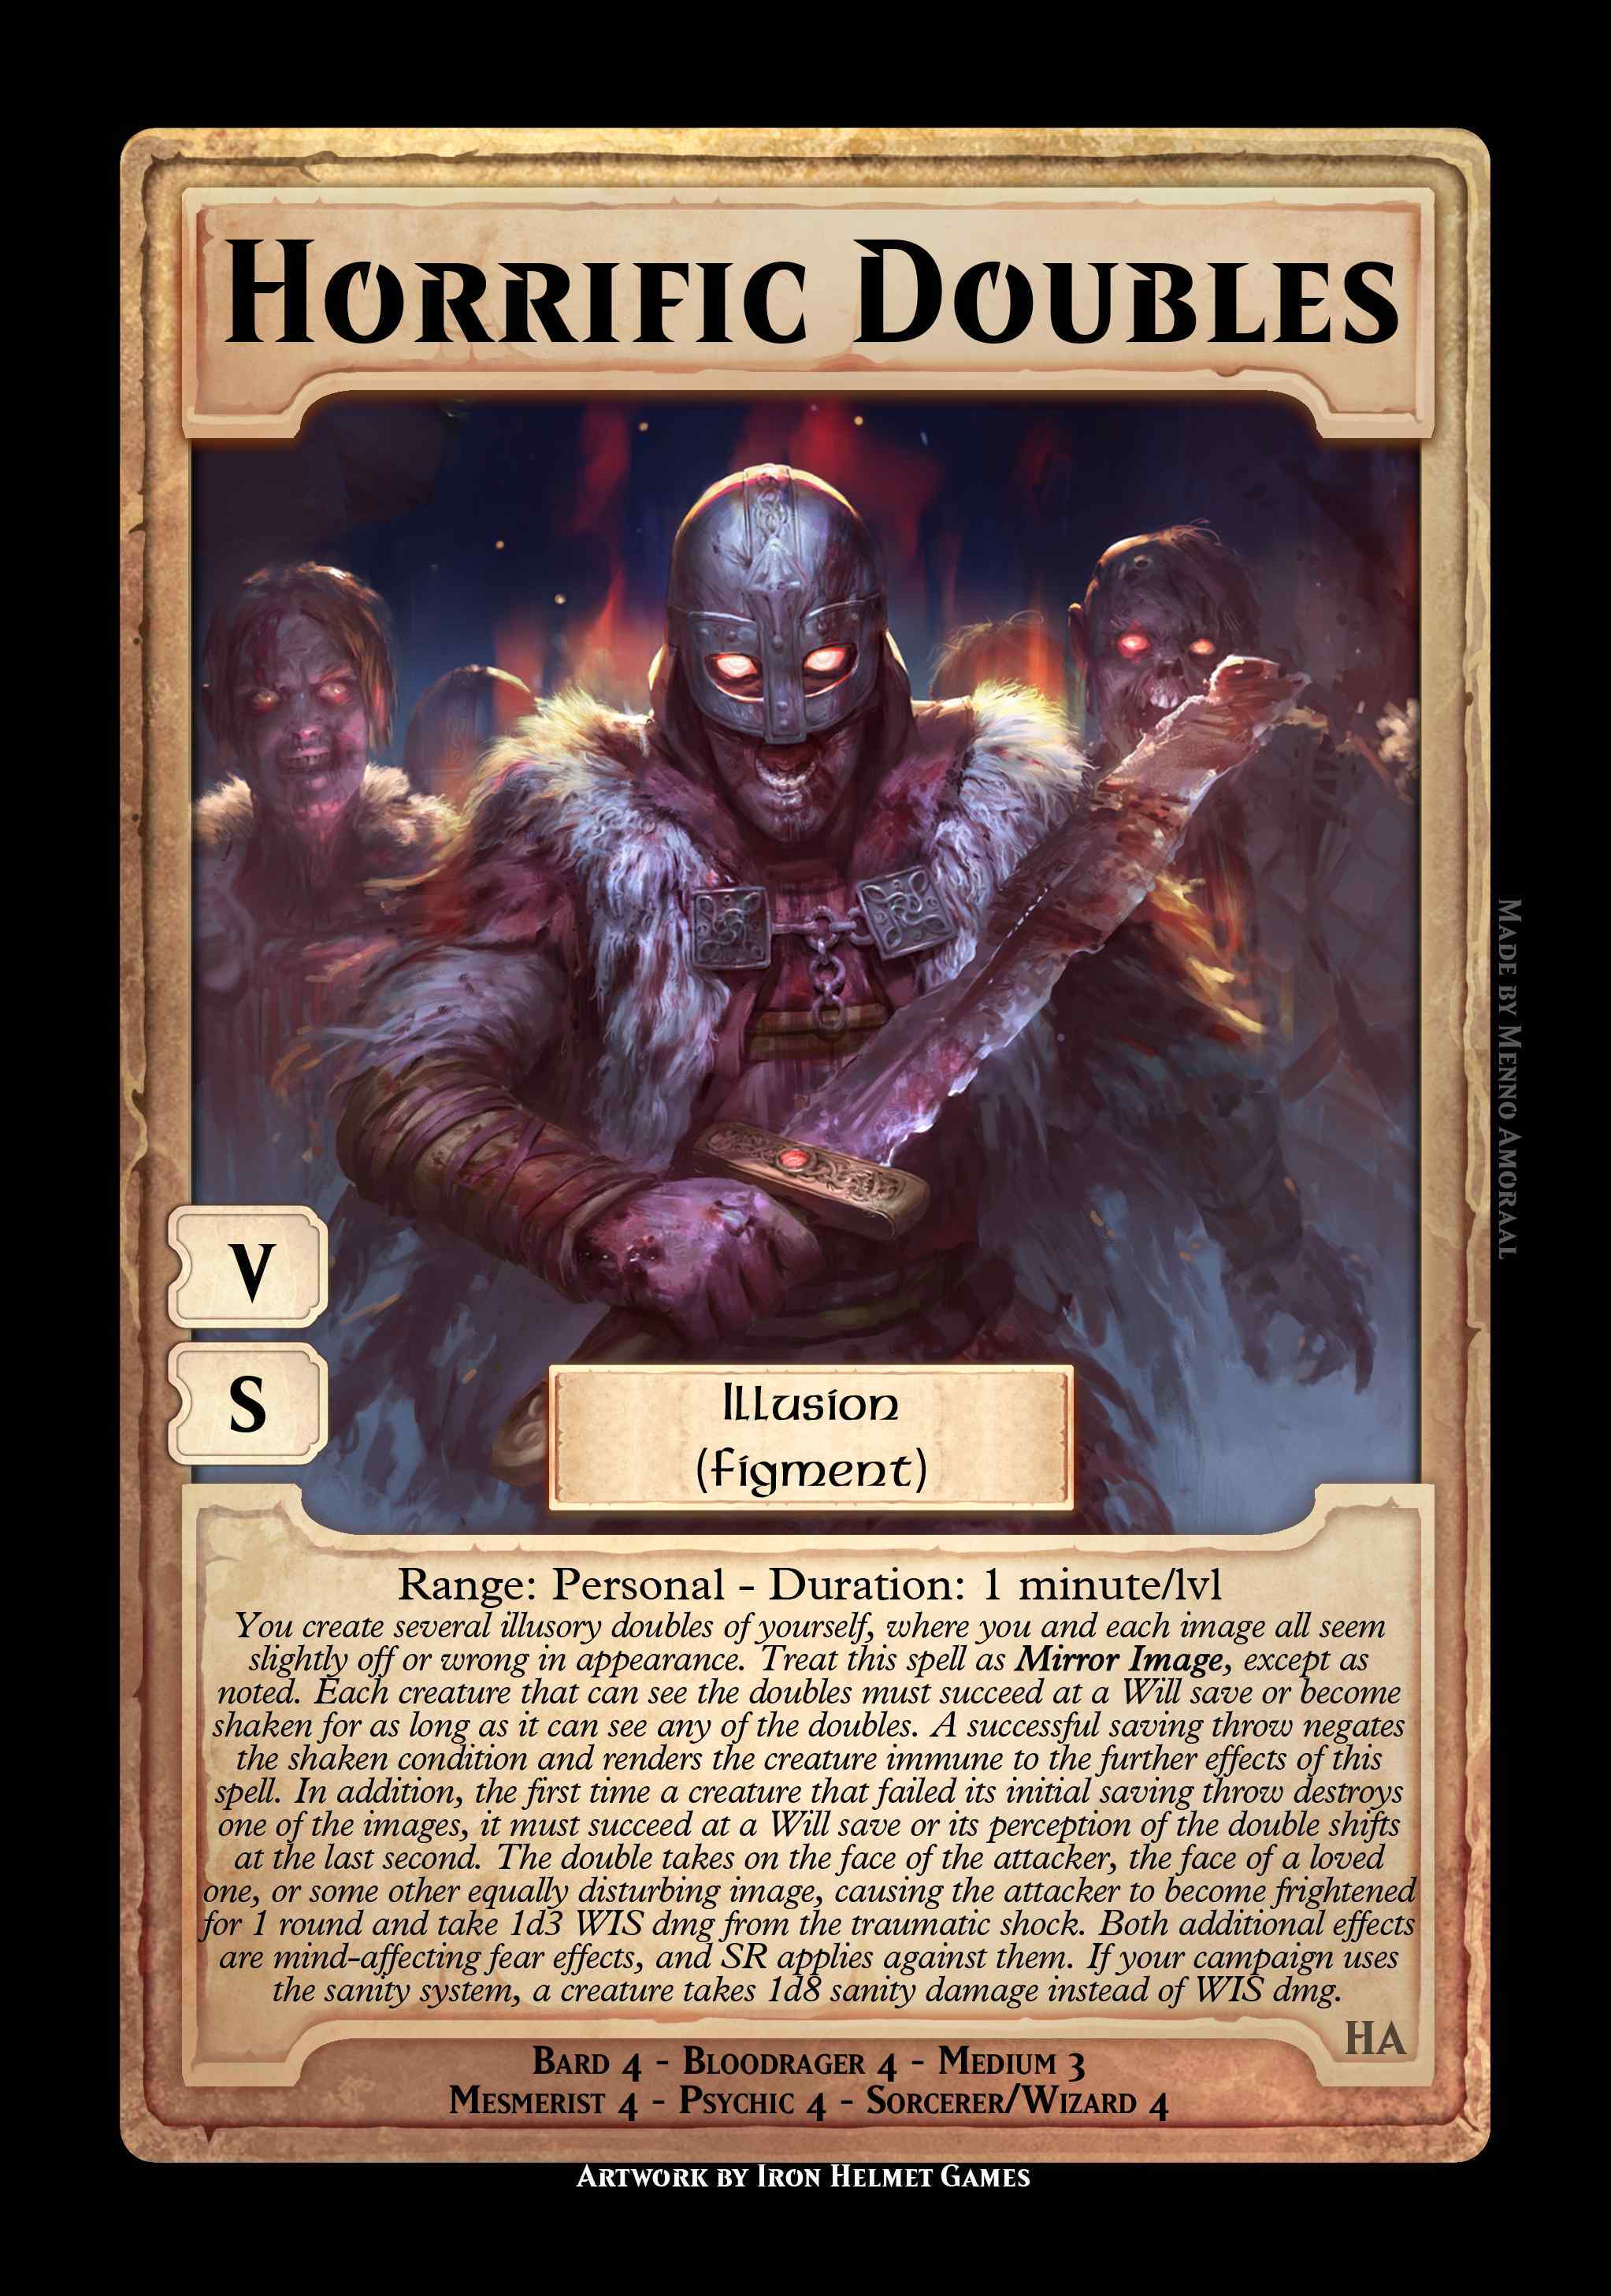 Horrific Doubles
V
S
Illusion
(Figment)
Range: Personal - Duration: 1 minute/lvl
You create several illusory doubles of yourself, where you and each image all seem
slightly off or wrong in appearance. Treat this spell as Mirror Image, except as
noted. Each creature that can see the doubles must succeed at a Will save or become
shaken for as long as it can see any of the doubles. A successful saving throw negates
the shaken condition and renders the creature immune to the further effects of this
spell. In addition, the first time a creature that failed its initial saving throw destroys
one of the images, it must succeed at a Will save or its perception of the double shifts
at the last second. The double takes on the face of the attacker, the face of a loved
one, or some other equally disturbing image, causing the attacker to become frightened
for 1 round and take 1d3 WIS dmg from the traumatic shock. Both additional effects
are mind-affecting fear effects, and SR applies against them. If your campaign uses
the sanity system, a creature takes 1d8 sanity damage instead of WIS dmg.
HA
Bard 4 - Bloodrager 4 - Medium 3
Mesmerist 4 - Psychic 4 - Sorcerer/Wizard 4
Artwork by Iron Helmet Games
Made by Menno Amoraal